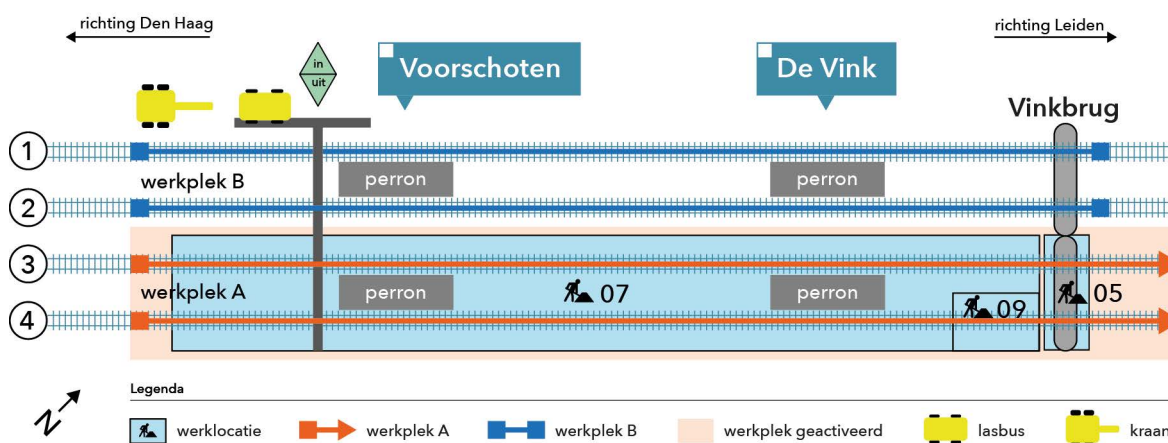 richting Den Haag
richting Leiden
in
uit
Voorschoten
De Vink
Vinkbrug
1
perron
perron
werkplek B
2
3
werkplek A
perron
07
perron
09
05
4
N
Legenda
werklocatie
werkplek A
werkplek B
werkplek geactiveerd
lasbus
kraan